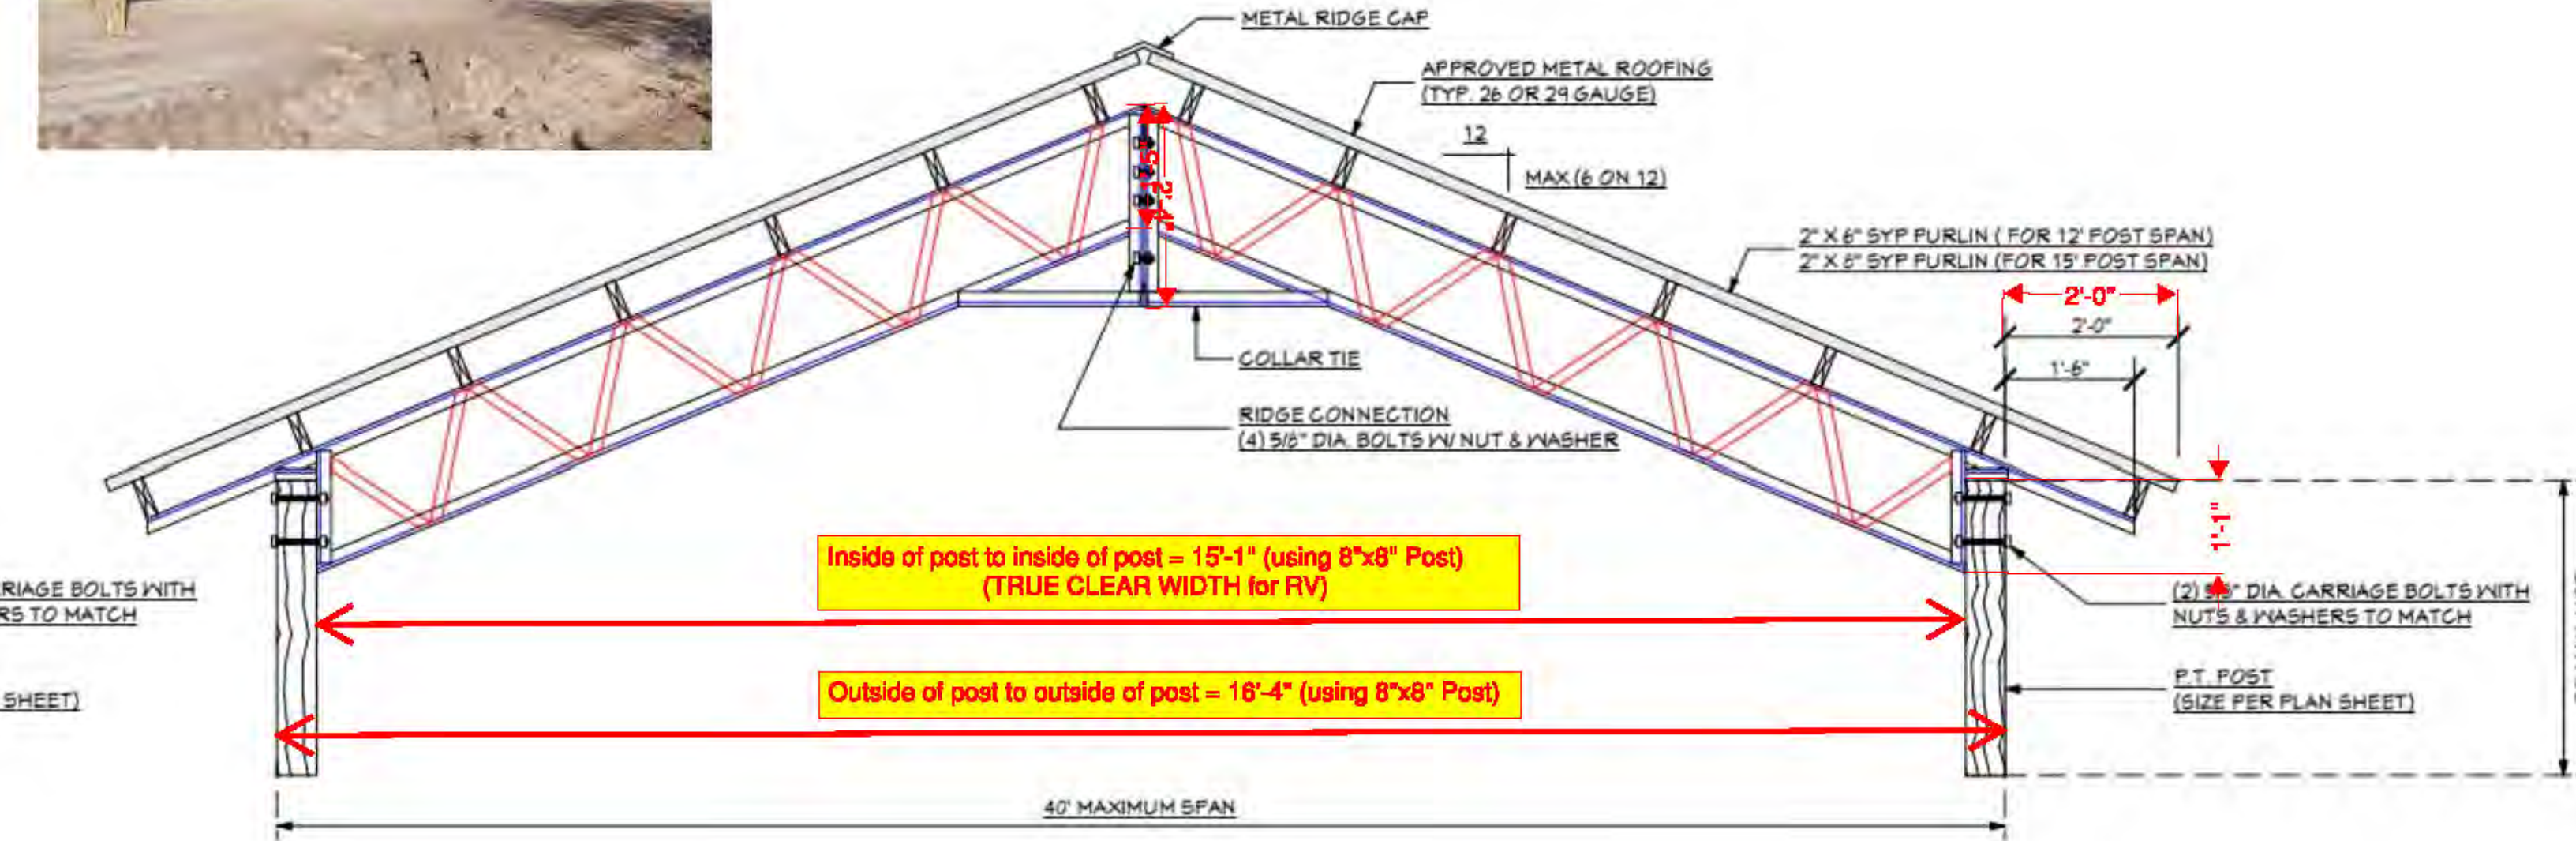 METAL RIDGE CAP
APPROVED METAL ROOFING
(TYP. 26 OR 29 GAUGE)
12
MAX (6 ON 12)
2" X 6" SYP PURLIN ( FOR 12' POST SPAN)
2" X 8" SYP PURLIN (FOR 15' POST SPAN)
2'-0"
2'-0"
1'-6"
COLLAR TIE
RIDGE CONNECTION
(4) 5/8" DIA. BOLTS W/ NUT & WASHER
1'-1"
Inside of post to inside of post = 15'-1" (using 8"x8" Post)
(TRUE CLEAR WIDTH for RV)
RRIAGE BOLTS WITH
RS TO MATCH
(2) 5/8" DIA. CARRIAGE BOLTS WITH
NUTS & WASHERS TO MATCH
Outside of post to outside of post = 16'-4" (using 8"x8" Post)
SHEET)
P.T. POST
(SIZE PER PLAN SHEET)
40' MAXIMUM SPAN